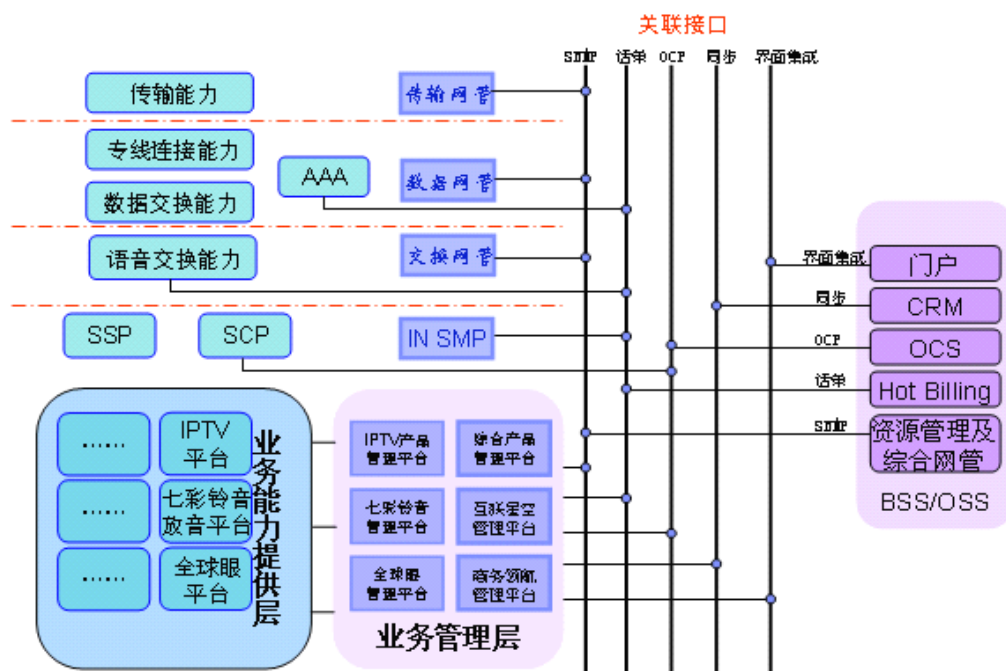 关联接口
SNMP 话单 OCP 同步 界面集成
传输能力
传输网管
专线连接能力
AAA
数据网管
数据交换能力
语音交换能力
交换网管
SSP
SCP
IN SMP
界面集成
门户
同步
CRM
OCP
OCS
话单
Hot Billing
SNMP
资源管理及
综合网管
BSS/OSS
……
IPTV
平台
……
七彩铃音
放音平台
……
全球眼
平台
业务能力提供层
IPTV产品
管理平台
综合产品
管理平台
七彩铃音
管理平台
互联星空
管理平台
全球眼
管理平台
商务领航
管理平台
业务管理层